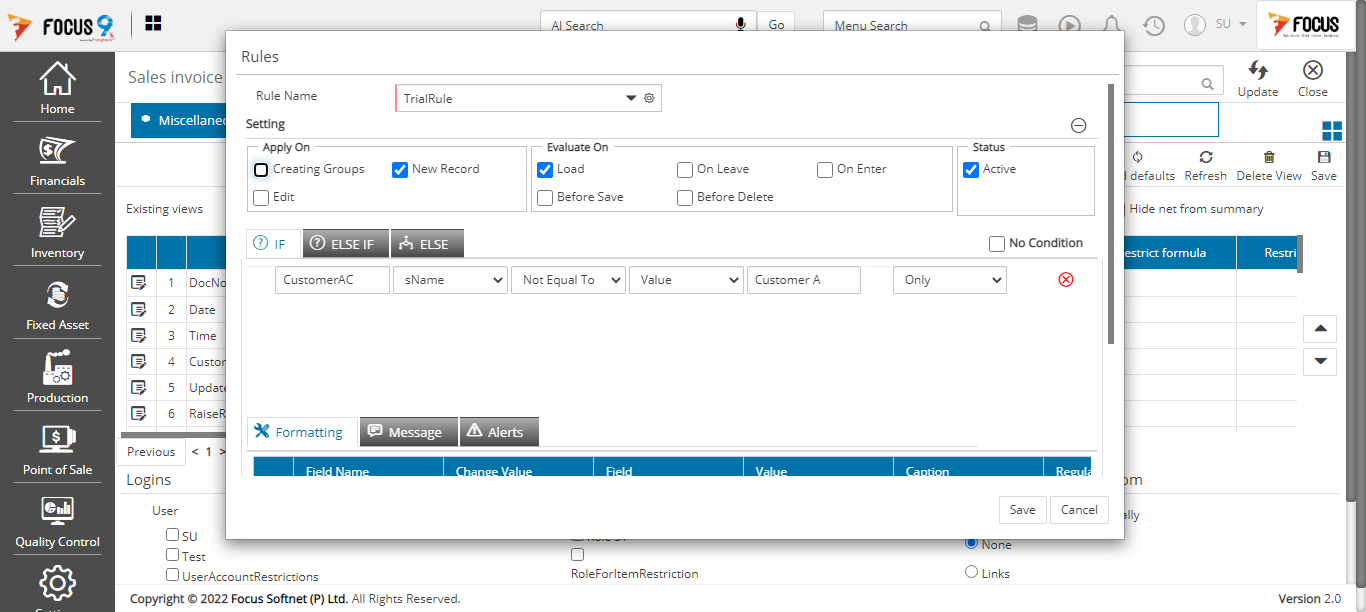 FOCUS 9
AI Search
Go
Menu Search
SU
FOCUS
Home
Financials
Inventory
Fixed Asset
Production
Point of Sale
Quality Control
Sales invoice
Update
Close
Miscellaneo
d defaults
Refresh
Delete View
Save
Existing views
Hide net from summary
estrict formula
Restri
1 DocNo
2 Date
3 Time
4 Custor
5 Update
6 RaiseR
Previous < 1 >
Logins
User
SU
Test
UserAccountRestrictions
RoleForItemRestriction
om
ally
None
Links
Rules
Rule Name
TrialRule
Setting
Apply On
Creating Groups
New Record
Edit
Evaluate On
Load
On Leave
On Enter
Before Save
Before Delete
Status
Active
IF
ELSE IF
ELSE
No Condition
CustomerAC
sName
Not Equal To
Value
Customer A
Only
Formatting
Message
Alerts
Field Name
Change Value
Field
Value
Caption
Regula
Save
Cancel
Copyright © 2022 Focus Softnet (P) Ltd. All Rights Reserved.
Version 2.0